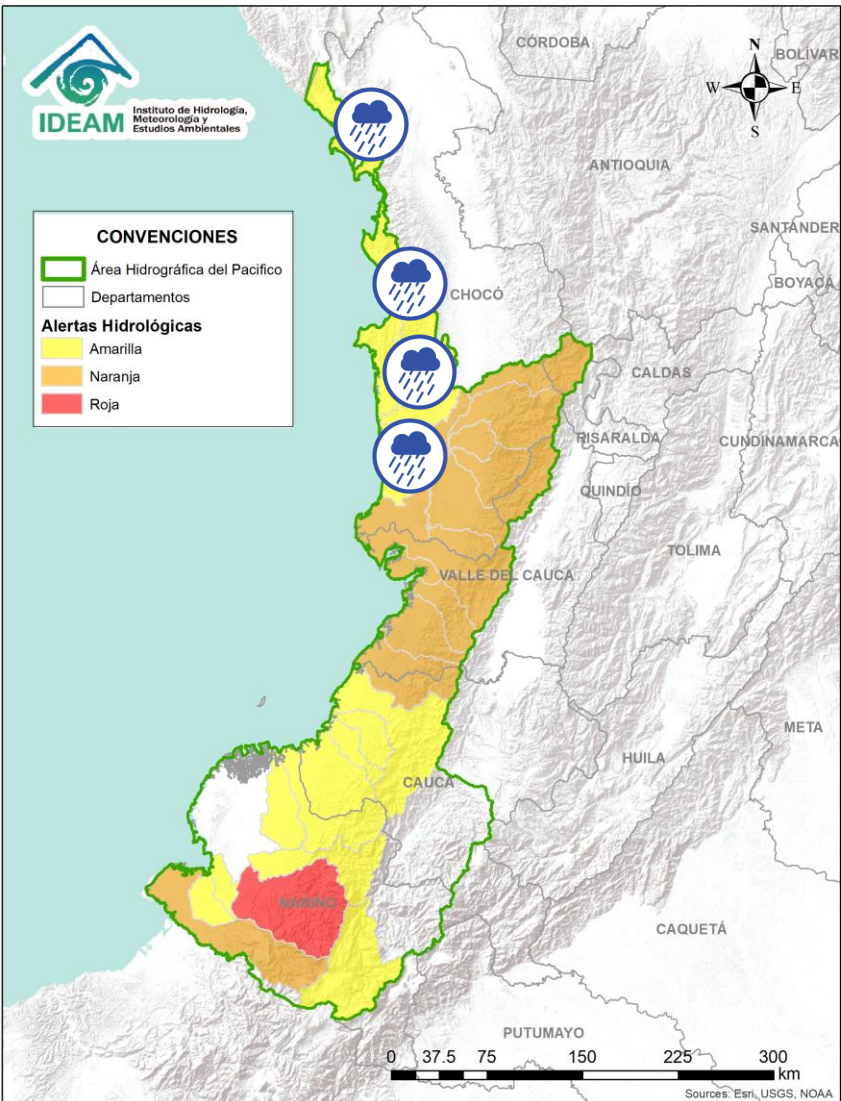 IDEAM
Instituto de Hidrología,
Meteorología y
Estudios Ambientales
N
W
E
S
CÓRDOBA
BOLÍVAR
ANTIOQUIA
SANTANDER
BOYACÁ
CHOCÓ
CALDAS
RISARALDA
CUNDINAMARCA
QUINDÍO
TOLIMA
VALLE DEL CAUCA
META
HUILA
CAUCA
NARIÑO
CAQUETÁ
PUTUMAYO
CONVENCIONES
Área Hidrográfica del Pacifico
Departamentos
Alertas Hidrológicas
Amarilla
Naranja
Roja
0 37.5 75 150 225 300
km
Sources: Esri, USGS, NOAA